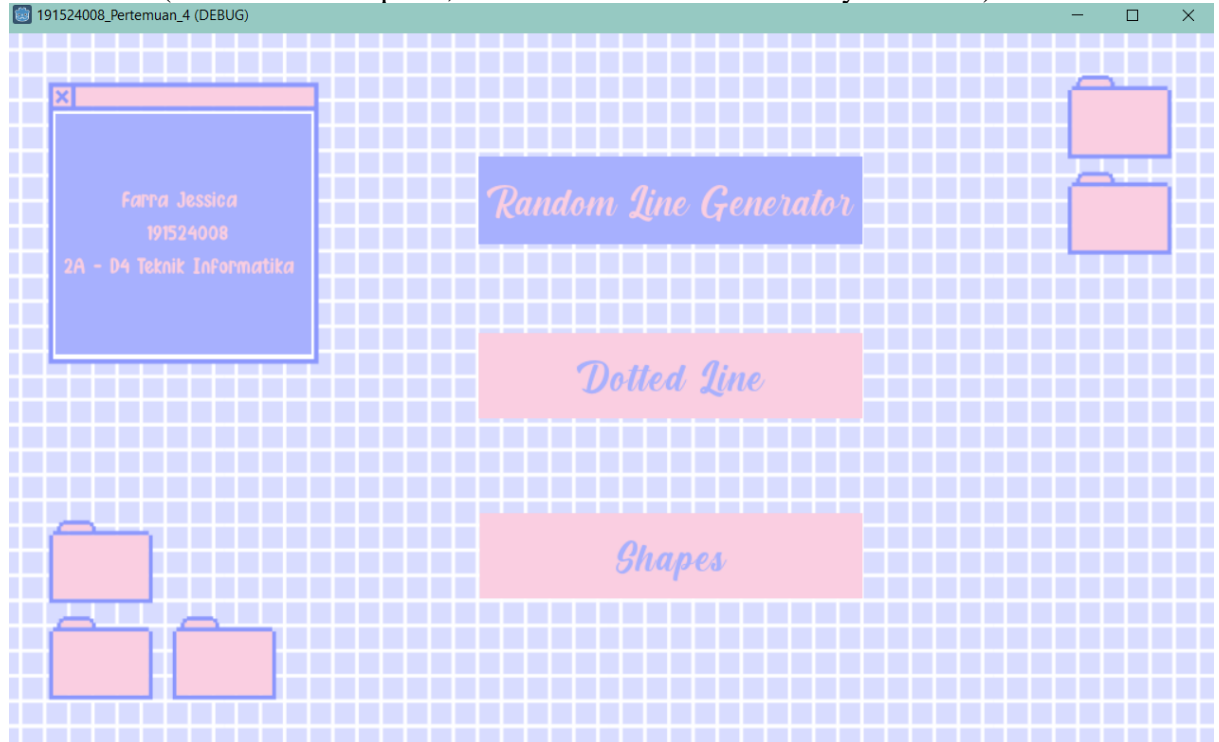 191524008_Pertemuan_4 (DEBUG)
Farra Jessica
191524008
2A - D4 Teknik Informatika
Random Line Generator
Dotted Line
Shapes